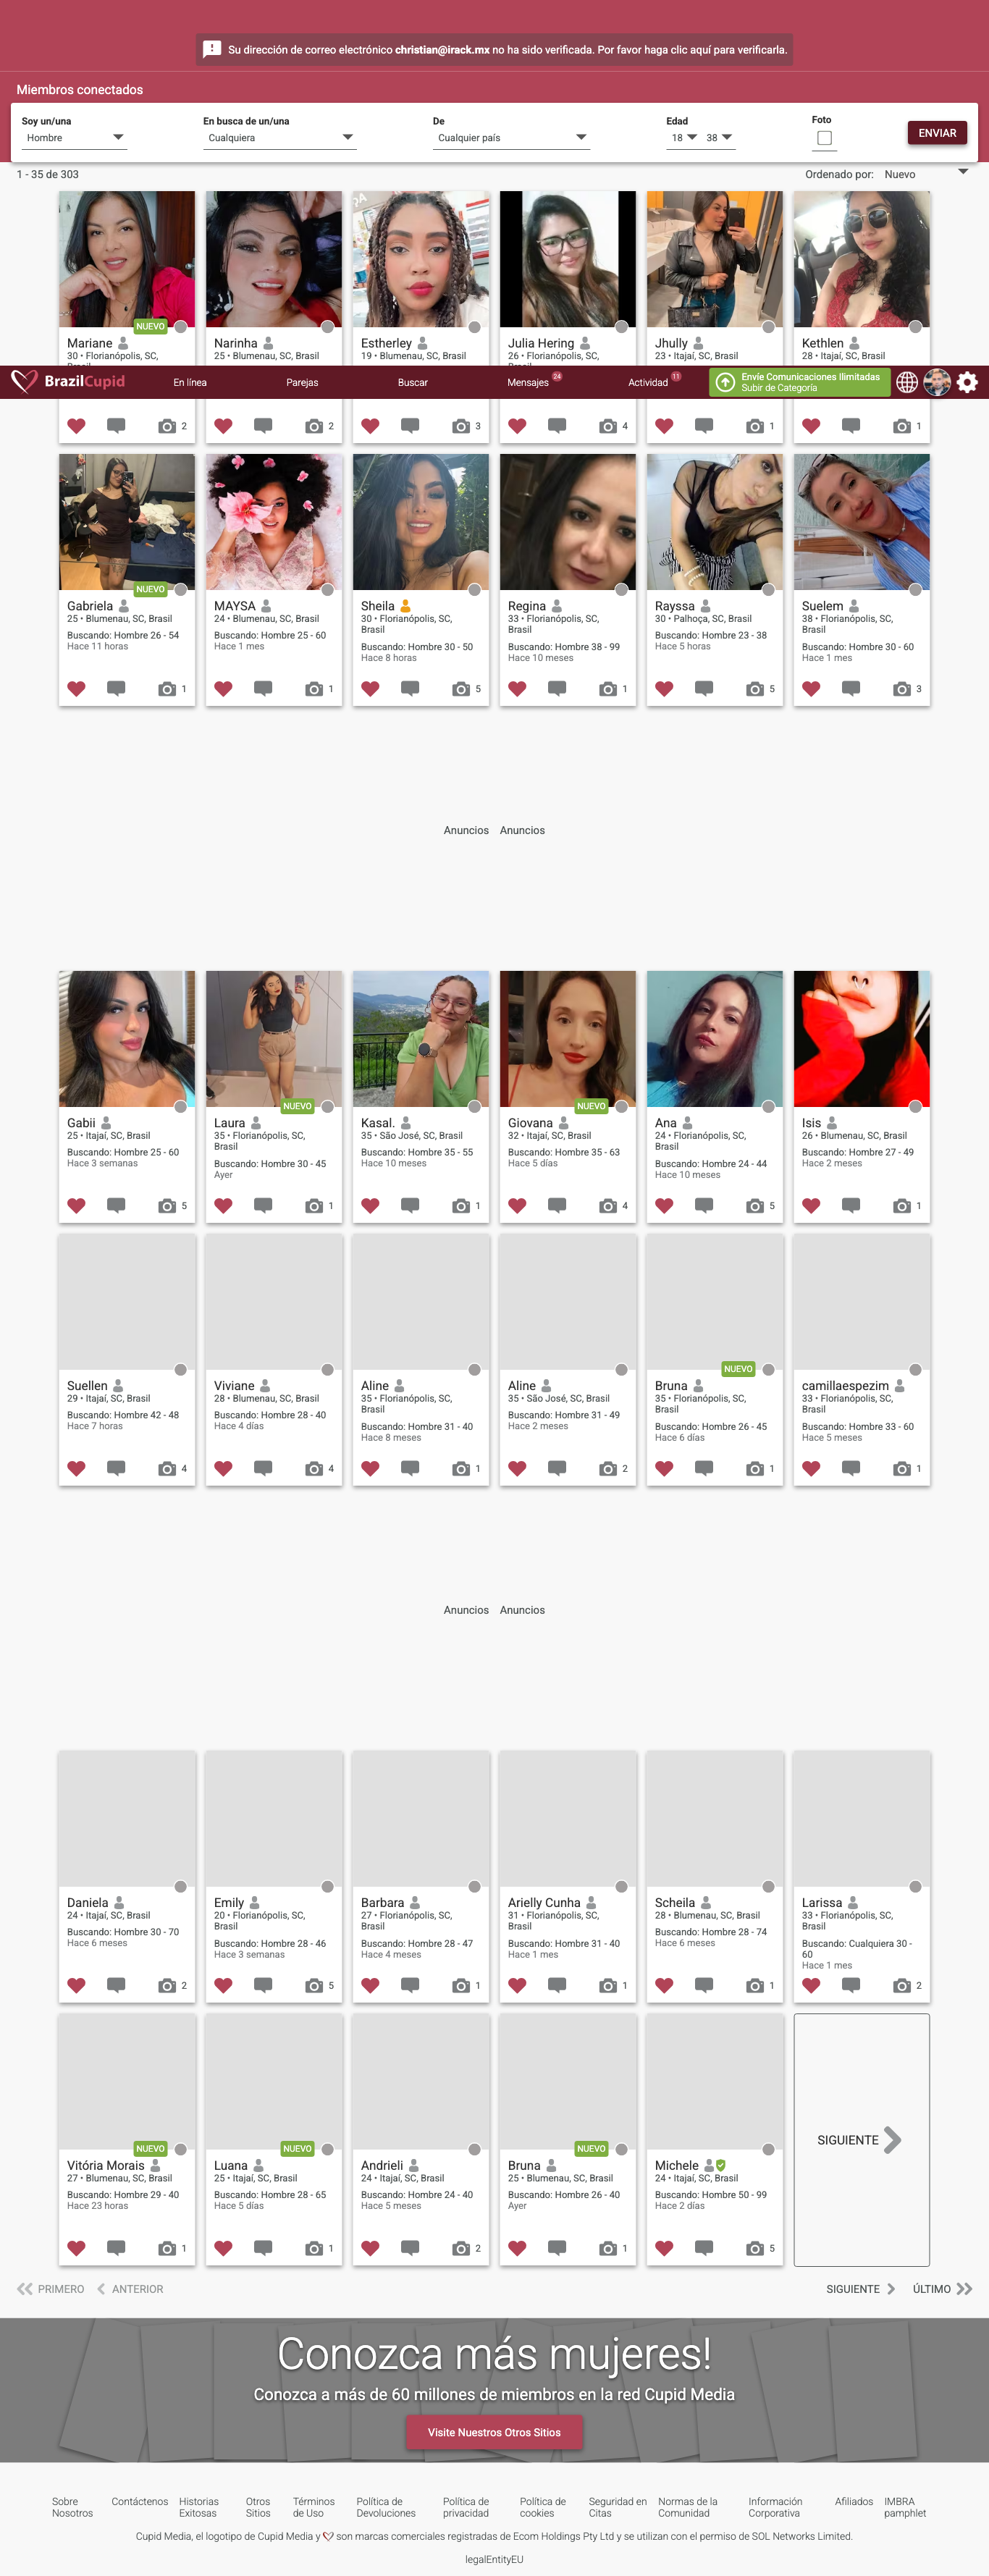 Su dirección de correo electrónico christian@irack.mx no ha sido verificada. Por favor haga clic aquí para verificarla.
Miembros conectados
Soy un/una
Hombre
En busca de un/una
Cualquiera
De
Cualquier país
Edad
18
38
Foto
ENVIAR
1 - 35 de 303
Ordenado por: Nuevo
NUEVO
Mariane
30 • Florianópolis, SC,
Narinha
25 • Blumenau, SC, Brasil
Estherley
19 • Blumenau, SC, Brasil
Julia Hering
26 • Florianópolis, SC,
Jhully
23 • Itajaí, SC, Brasil
Kethlen
28 • Itajaí, SC, Brasil
BrazilCupid
En línea
Parejas
Buscar
Mensajes 24
Actividad 11
Envíe Comunicaciones Ilimitadas
Subir de Categoría
2
2
3
4
1
1
NUEVO
Gabriela
25 • Blumenau, SC, Brasil
Buscando: Hombre 26 - 54
Hace 11 horas
1
MAYSA
24 • Blumenau, SC, Brasil
Buscando: Hombre 25 - 60
Hace 1 mes
1
Sheila
30 • Florianópolis, SC,
Brasil
Buscando: Hombre 30 - 50
Hace 8 horas
5
Regina
33 • Florianópolis, SC,
Brasil
Buscando: Hombre 38 - 99
Hace 10 meses
1
Rayssa
30 • Palhoça, SC, Brasil
Buscando: Hombre 23 - 38
Hace 5 horas
5
Suelem
38 • Florianópolis, SC,
Brasil
Buscando: Hombre 30 - 60
Hace 1 mes
3
Anuncios Anuncios
Gabii
25 • Itajaí, SC, Brasil
Buscando: Hombre 25 - 60
Hace 3 semanas
5
NUEVO
Laura
35 • Florianópolis, SC,
Brasil
Buscando: Hombre 30 - 45
Ayer
1
Kasal.
35 • São José, SC, Brasil
Buscando: Hombre 35 - 55
Hace 10 meses
1
NUEVO
Giovana
32 • Itajaí, SC, Brasil
Buscando: Hombre 35 - 63
Hace 5 días
4
Ana
24 • Florianópolis, SC,
Brasil
Buscando: Hombre 24 - 44
Hace 10 meses
5
Isis
26 • Blumenau, SC, Brasil
Buscando: Hombre 27 - 49
Hace 2 meses
1
Suellen
29 • Itajaí, SC, Brasil
Buscando: Hombre 42 - 48
Hace 7 horas
4
Viviane
28 • Blumenau, SC, Brasil
Buscando: Hombre 28 - 40
Hace 4 días
4
Aline
35 • Florianópolis, SC,
Brasil
Buscando: Hombre 31 - 40
Hace 8 meses
1
Aline
35 • São José, SC, Brasil
Buscando: Hombre 31 - 49
Hace 2 meses
2
NUEVO
Bruna
35 • Florianópolis, SC,
Brasil
Buscando: Hombre 26 - 45
Hace 6 días
1
camillaespezim
33 • Florianópolis, SC,
Brasil
Buscando: Hombre 33 - 60
Hace 5 meses
1
Anuncios Anuncios
Daniela
24 • Itajaí, SC, Brasil
Buscando: Hombre 30 - 70
Hace 6 meses
2
Emily
20 • Florianópolis, SC,
Brasil
Buscando: Hombre 28 - 46
Hace 3 semanas
5
Barbara
27 • Florianópolis, SC,
Brasil
Buscando: Hombre 28 - 47
Hace 4 meses
1
Arielly Cunha
31 • Florianópolis, SC,
Brasil
Buscando: Hombre 31 - 40
Hace 1 mes
1
Scheila
28 • Blumenau, SC, Brasil
Buscando: Hombre 28 - 74
Hace 6 meses
1
Larissa
33 • Florianópolis, SC,
Brasil
Buscando: Cualquiera 30 -
60
Hace 1 mes
2
NUEVO
Vitória Morais
27 • Blumenau, SC, Brasil
Buscando: Hombre 29 - 40
Hace 23 horas
1
NUEVO
Luana
25 • Itajaí, SC, Brasil
Buscando: Hombre 28 - 65
Hace 5 días
1
Andrieli
24 • Itajaí, SC, Brasil
Buscando: Hombre 24 - 40
Hace 5 meses
2
NUEVO
Bruna
25 • Blumenau, SC, Brasil
Buscando: Hombre 26 - 40
Ayer
1
Michele
24 • Itajaí, SC, Brasil
Buscando: Hombre 50 - 99
Hace 2 días
5
SIGUIENTE
PRIMERO
ANTERIOR
SIGUIENTE
ÚLTIMO
Conozca más mujeres!
Conozca a más de 60 millones de miembros en la red Cupid Media
Visite Nuestros Otros Sitios
Sobre
Nosotros
Contáctenos
Historias
Exitosas
Otros
Sitios
Términos
de Uso
Política de
Devoluciones
Política de
privacidad
Política de
cookies
Seguridad en
Citas
Normas de la
Comunidad
Información
Corporativa
Afiliados
IMBRA
pamphlet
Cupid Media, el logotipo de Cupid Media y son marcas comerciales registradas de Ecom Holdings Pty Ltd y se utilizan con el permiso de SOL Networks Limited.
legalEntityEU